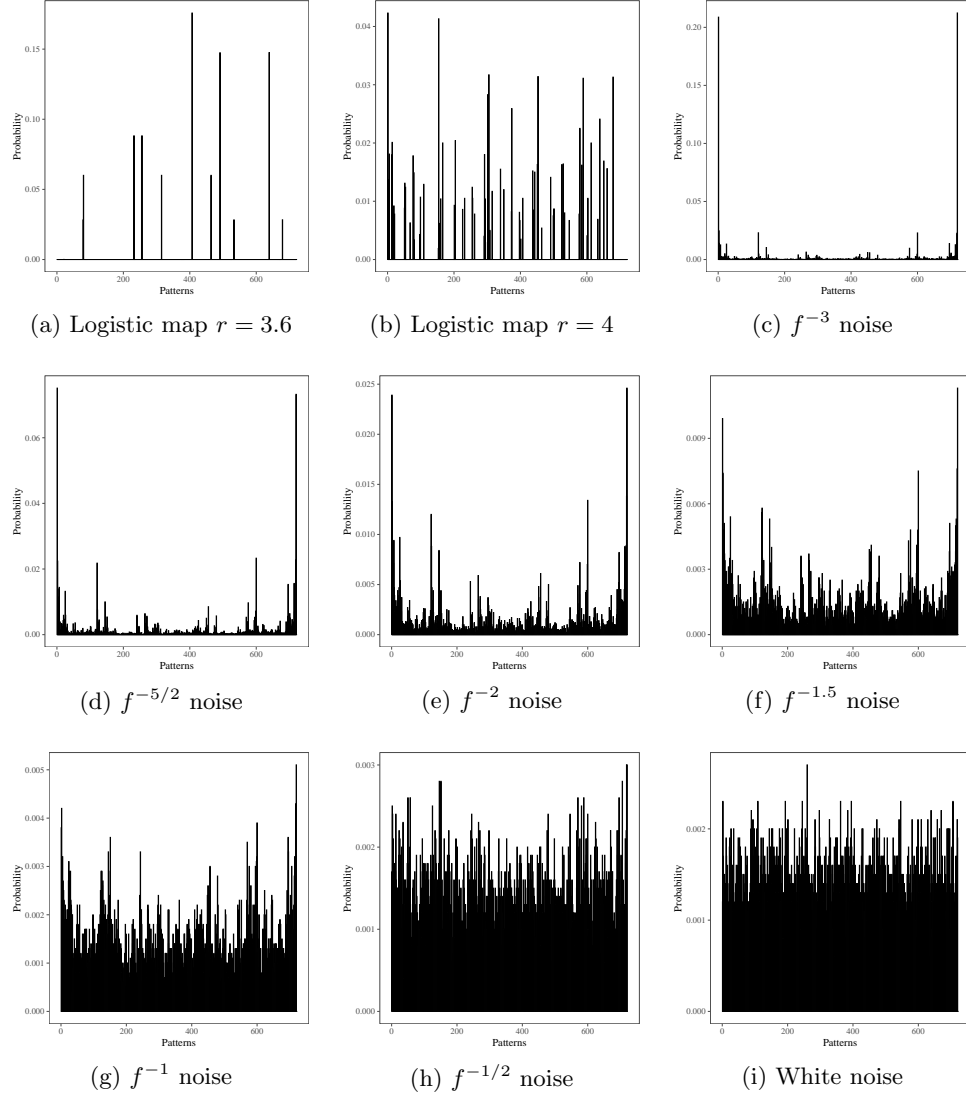 0.15
0.10
0.05
0.00
Probability
0
200
400
600
Patterns
(a) Logistic map r = 3.6
0.04
0.03
0.02
0.01
0.00
Probability
0
200
400
600
Patterns
(b) Logistic map r = 4
0.20
0.15
0.10
0.05
0.00
Probability
0
200
400
600
Patterns
(c) f⁻³ noise
0.06
0.04
0.02
0.00
Probability
0
200
400
600
Patterns
(d) f⁻⁵/² noise
0.025
0.020
0.015
0.010
0.005
0.000
Probability
0
200
400
600
Patterns
(e) f⁻² noise
0.009
0.006
0.003
0.000
Probability
0
200
400
600
Patterns
(f) f⁻¹·⁵ noise
0.005
0.004
0.003
0.002
0.001
0.000
Probability
0
200
400
600
Patterns
(g) f⁻¹ noise
0.003
0.002
0.001
0.000
Probability
0
200
400
600
Patterns
(h) f⁻¹/² noise
0.002
0.001
0.000
Probability
0
200
400
600
Patterns
(i) White noise